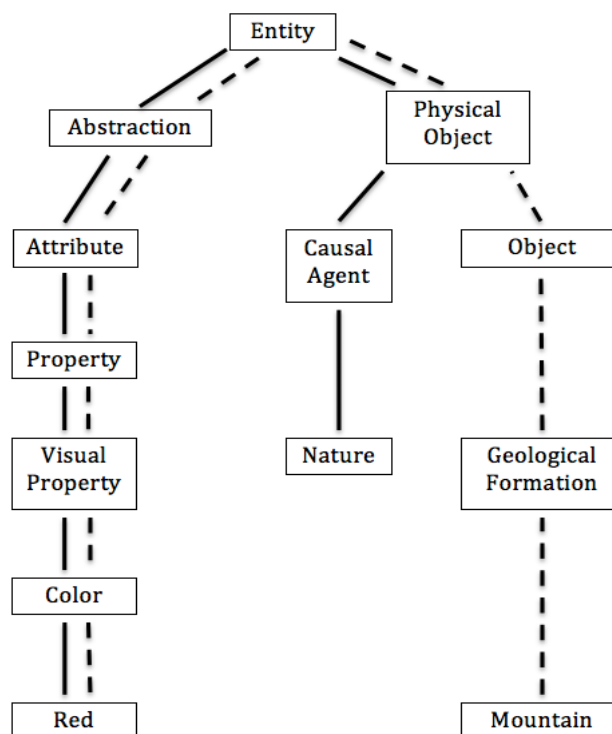 Entity
Abstraction
Physical
Object
Attribute
Causal
Agent
Object
Property
Visual
Property
Nature
Geological
Formation
Color
Red
Mountain